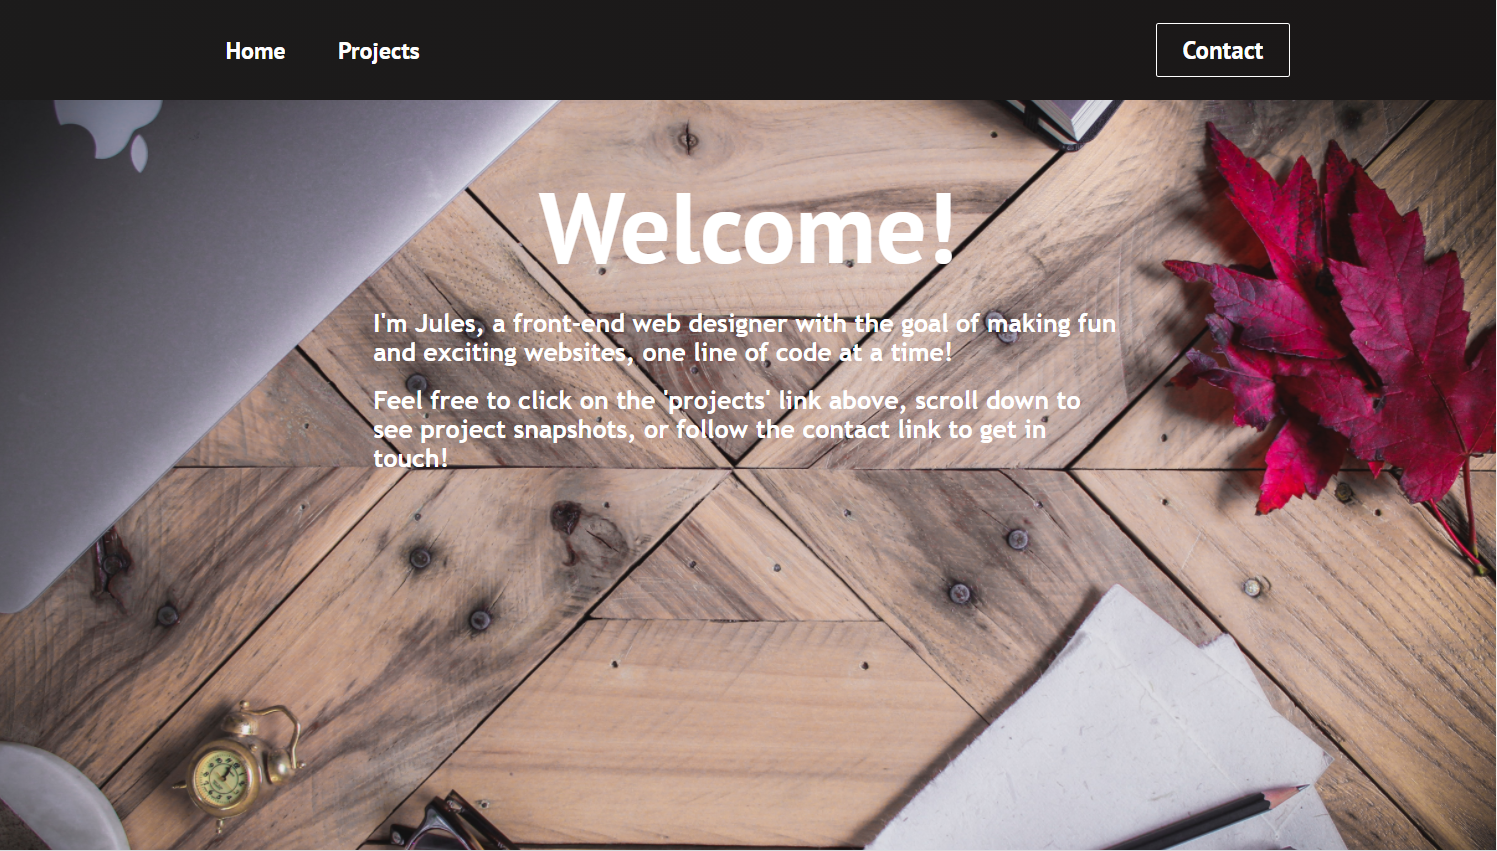 Home Projects Contact
Welcome!
I'm Jules, a front-end web designer with the goal of making fun
and exciting websites, one line of code at a time!
Feel free to click on the 'projects' link above, scroll down to
see project snapshots, or follow the contact link to get in
touch!